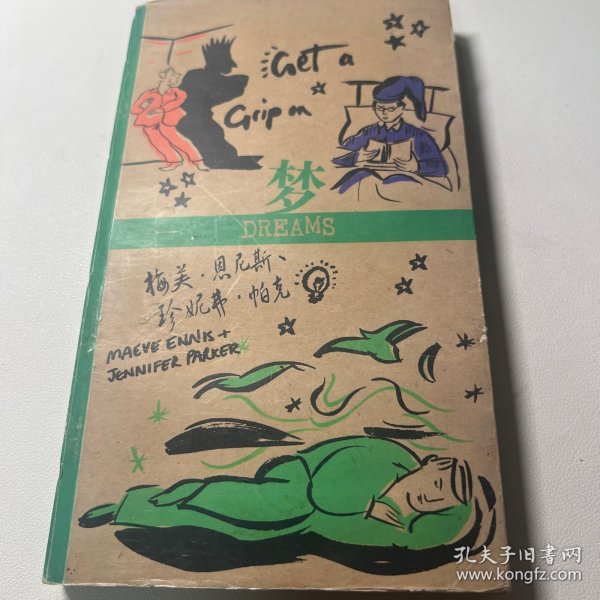 Get a
Grip on
梦
DREAMS
梅芙·恩尼斯、
珍妮弗·帕克
MAEVE ENNIS +
JENNIFER PARKER
孔夫子旧书网
www.kongfz.com